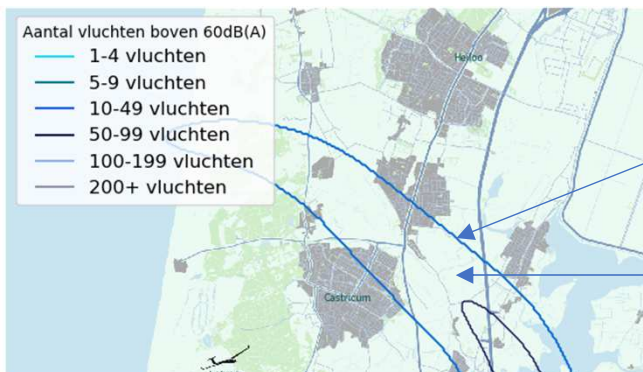 Aantal vluchten boven 60dB(A)
1-4 vluchten
5-9 vluchten
10-49 vluchten
50-99 vluchten
100-199 vluchten
200+ vluchten
Heiloo
Castricum